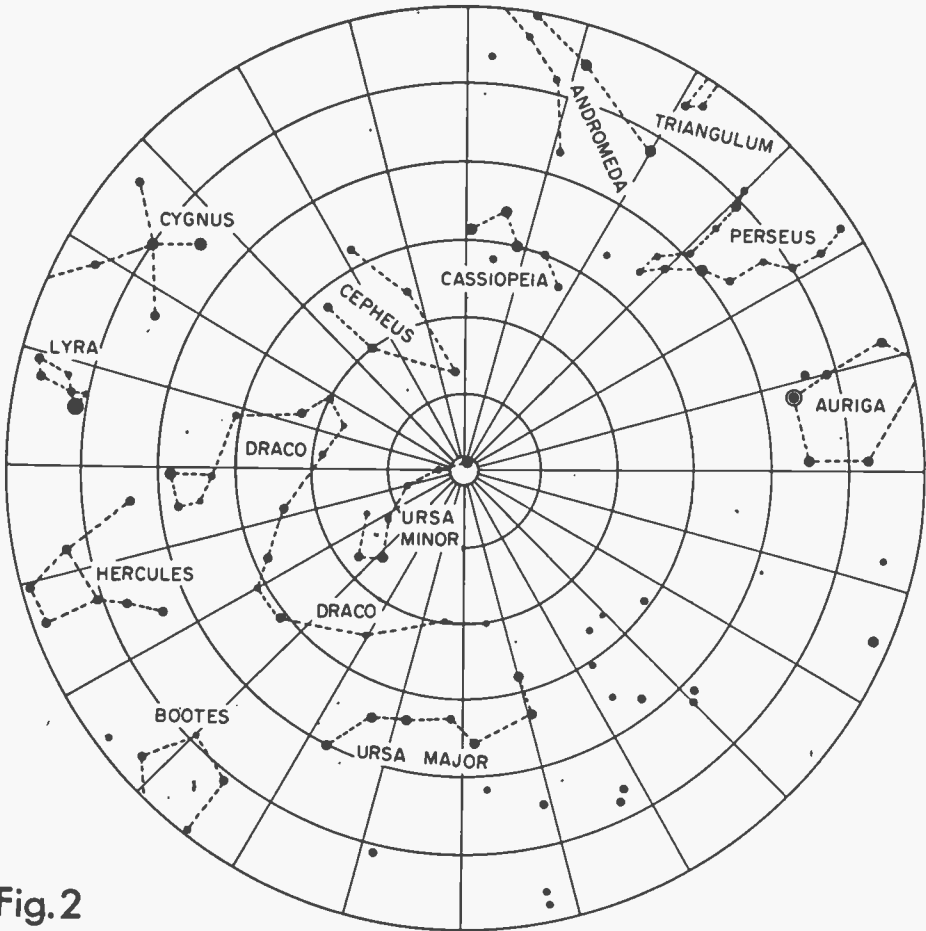 ANDROMEDA
TRIANGULUM
CYGNUS
PERSEUS
CASSIOPEIA
CEPHEUS
LYRA
AURIGA
DRACO
URSA
MINOR
HERCULES
DRACO
BOOTES
URSA MAJOR
Fig.2